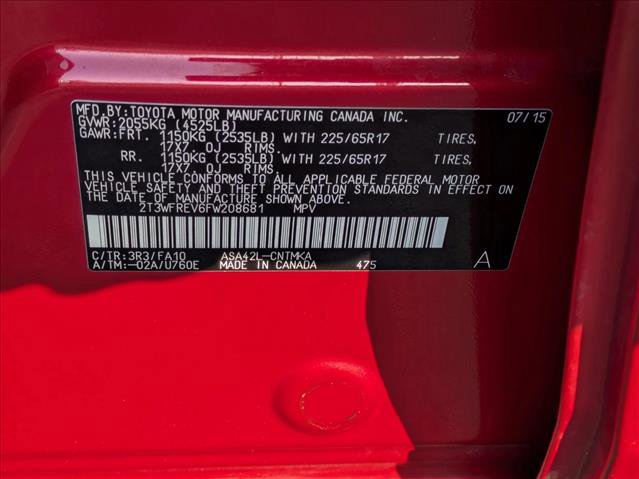 MFD.BY:TOYOTA MOTOR MANUFACTURING CANADA INC. 07/15
GVWR:2055KG (4525LB)
GAWR:FRT. 1150KG (2535LB) WITH 225/65R17 TIRES,
17X7 0J RIMS.
RR. 1150KG (2535LB) WITH 225/65R17 TIRES,
17X7 0J RIMS.
THIS VEHICLE CONFORMS TO ALL APPLICABLE FEDERAL MOTOR
VEHICLE SAFETY AND THEFT PREVENTION STANDARDS IN EFFECT
ON THE DATE OF MANUFACTURE SHOWN ABOVE.
2T3WFREV6FW208681 MPV
C/TR:3R3/FA10 ASA42L-CNTMKA
A/TM:-02A/U760E MADE IN CANADA 475 A